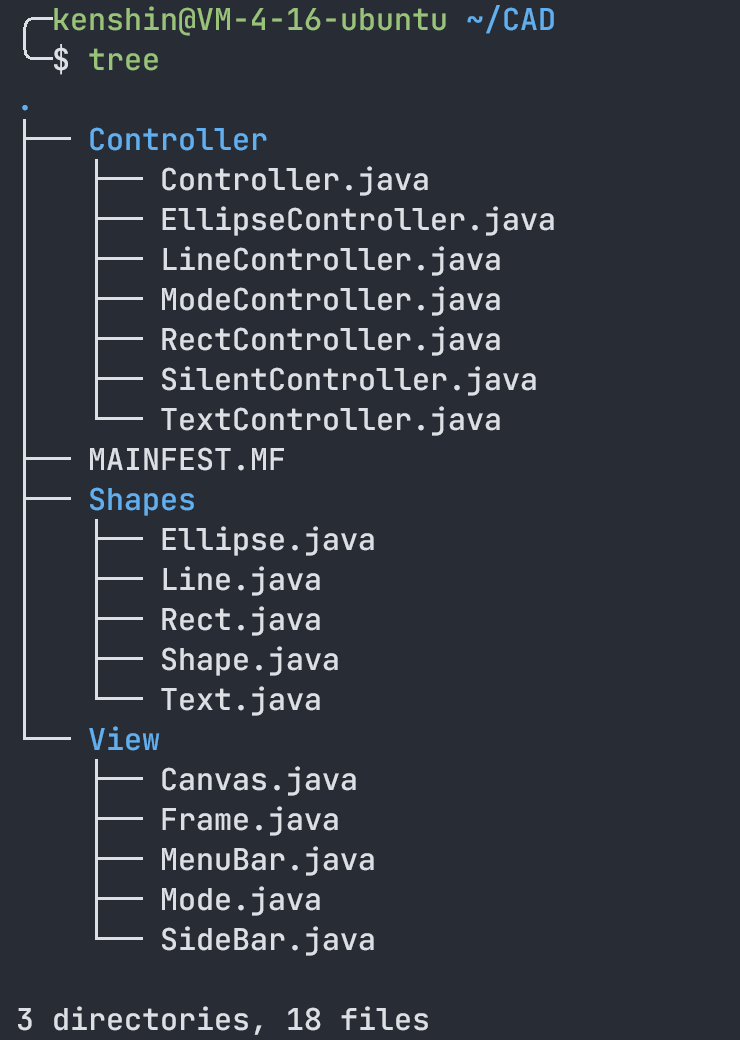 kenshin@VM-4-16-ubuntu ~/CAD
$ tree
.
├── Controller
│   ├── Controller.java
│   ├── EllipseController.java
│   ├── LineController.java
│   ├── ModeController.java
│   ├── RectController.java
│   ├── SilentController.java
│   └── TextController.java
├── MAINFEST.MF
├── Shapes
│   ├── Ellipse.java
│   ├── Line.java
│   ├── Rect.java
│   ├── Shape.java
│   └── Text.java
└── View
    ├── Canvas.java
    ├── Frame.java
    ├── MenuBar.java
    ├── Mode.java
    └── SideBar.java
3 directories, 18 files